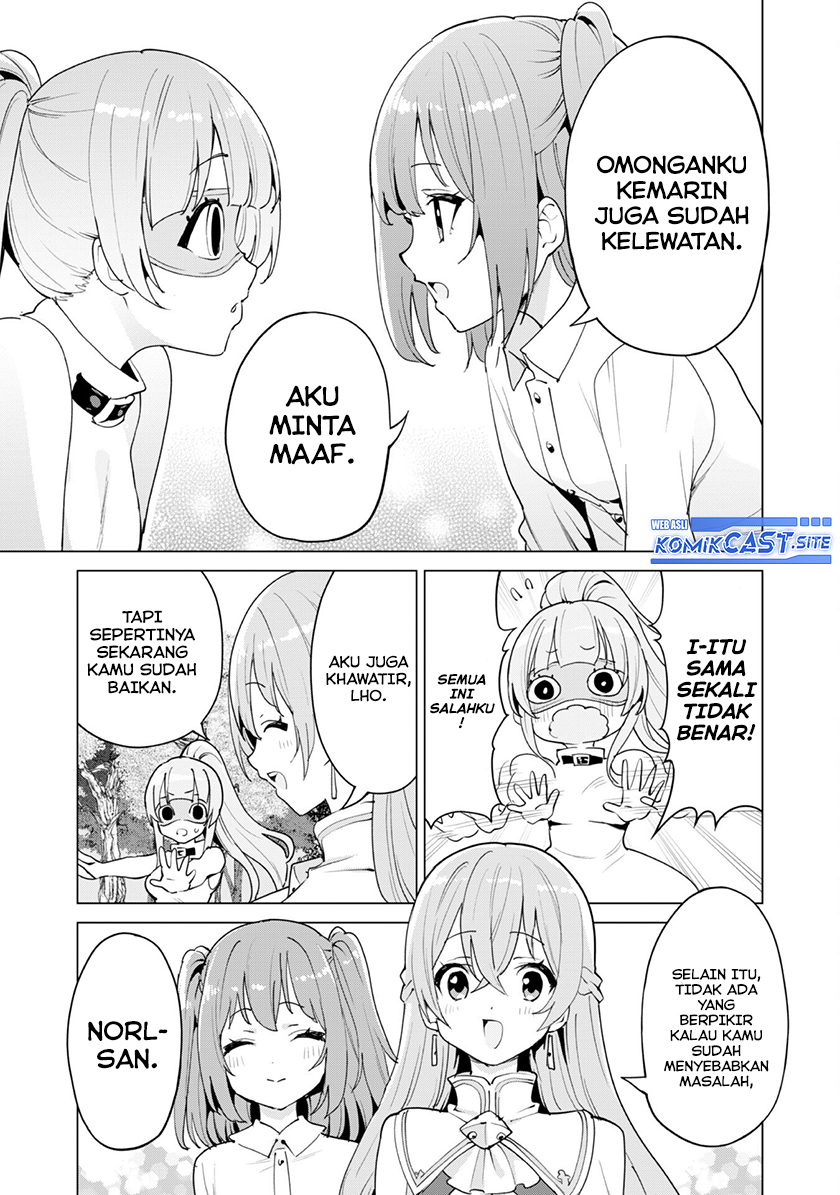 OMONGANKU
KEMARIN
JUGA SUDAH
KELEWATAN.
AKU
MINTA
MAAF.
WEB ASLI
KOMIKCAST.SITE
I-ITU
SAMA
SEKALI
TIDAK
BENAR!
SEMUA
INI
SALAHKU
!
AKU JUGA
KHAWATIR,
LHO.
TAPI
SEPERTINYA
SEKARANG
KAMU SUDAH
BAIKAN.
SELAIN ITU,
TIDAK ADA
YANG
BERPIKIR
KALAU KAMU
SUDAH
MENYEBABKAN
MASALAH,
NORL-
SAN.